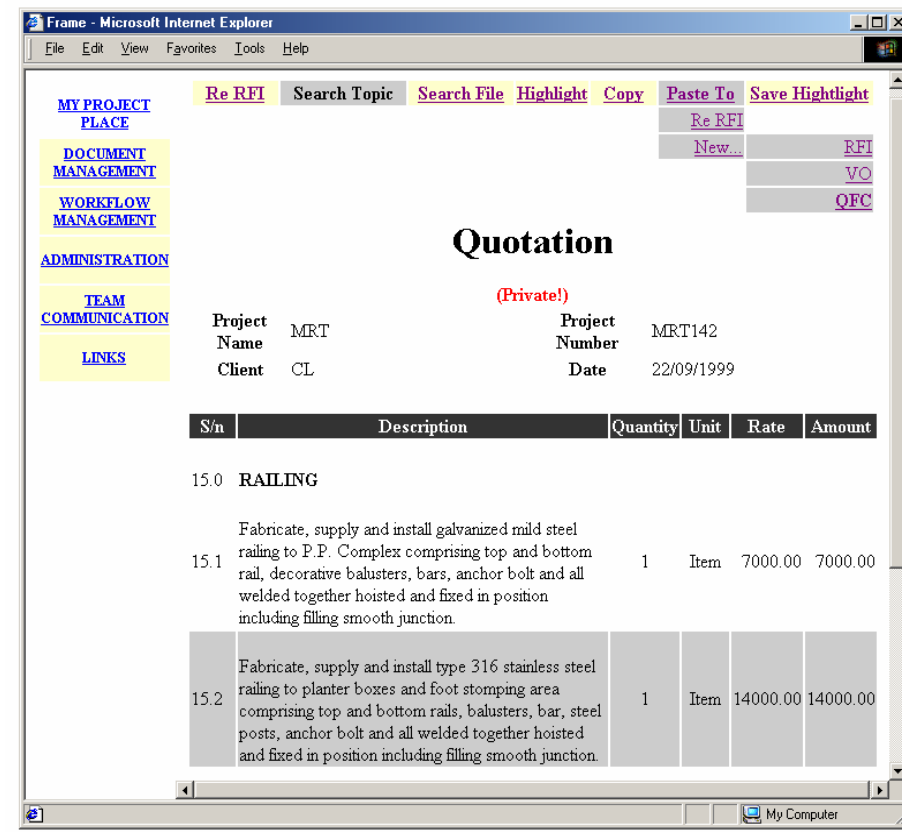 Frame - Microsoft Internet Explorer
File Edit View Favorites Tools Help
MY PROJECT
PLACE
DOCUMENT
MANAGEMENT
WORKFLOW
MANAGEMENT
ADMINISTRATION
TEAM
COMMUNICATION
LINKS
Re RFI Search Topic Search File Highlight Copy Paste To Save Hightlight
Re RFI
New... RFI
VO
QFC
Quotation
(Private!)
Project
Name
MRT
Project
Number
MRT142
Client CL Date 22/09/1999
S/n Description Quantity Unit Rate Amount
15.0 RAILING
Fabricate, supply and install galvanized mild steel
15.1 railing to P.P. Complex comprising top and bottom
rail, decorative balusters, bars, anchor bolt and all
welded together hoisted and fixed in position
including filling smooth junction.
1 Item 7000.00 7000.00
Fabricate, supply and install type 316 stainless steel
railing to planter boxes and foot stomping area
15.2 comprising top and bottom rails, balusters, bar, steel
posts, anchor bolt and all welded together hoisted
and fixed in position including filling smooth junction.
1 Item 14000.00 14000.00
My Computer